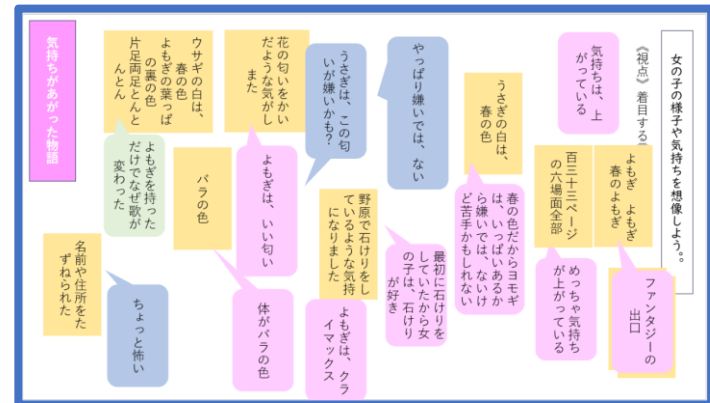 女の子の様子や気持ちを想像しよう。。
《視点》着目する
気持ちは、上
がっている
よもぎ　よもぎ
春のよもぎ
百三十三ページ
の六場面全部
ファンタジーの
出口
めっちゃ気持ち
が上がっている
うさぎの白は、
春の色
春の色だからヨモギ
は、いっぱいあるか
ら嫌いでは、ないけ
ど苦手かもしれない
やっぱり嫌いでは、ない
最初に石けりを
していたから女
の子は、石けり
が好き
野原で石けりをし
ているような気持
になりました
よもぎは、クラ
イマックス
うさぎは、この匂
いが嫌いかも？
花の匂いをかい
だような気がし
ました
よもぎは、いい匂い
バラの色
体がバラの色
ウサギの白は、
春の色
よもぎの葉っぱ
の裏の色
片足両足とんと
んとん
よもぎを持った
だけでなぜ歌が
変わった
ちょっと怖い
名前や住所をた
ずねられた
気持ちがあがった物語